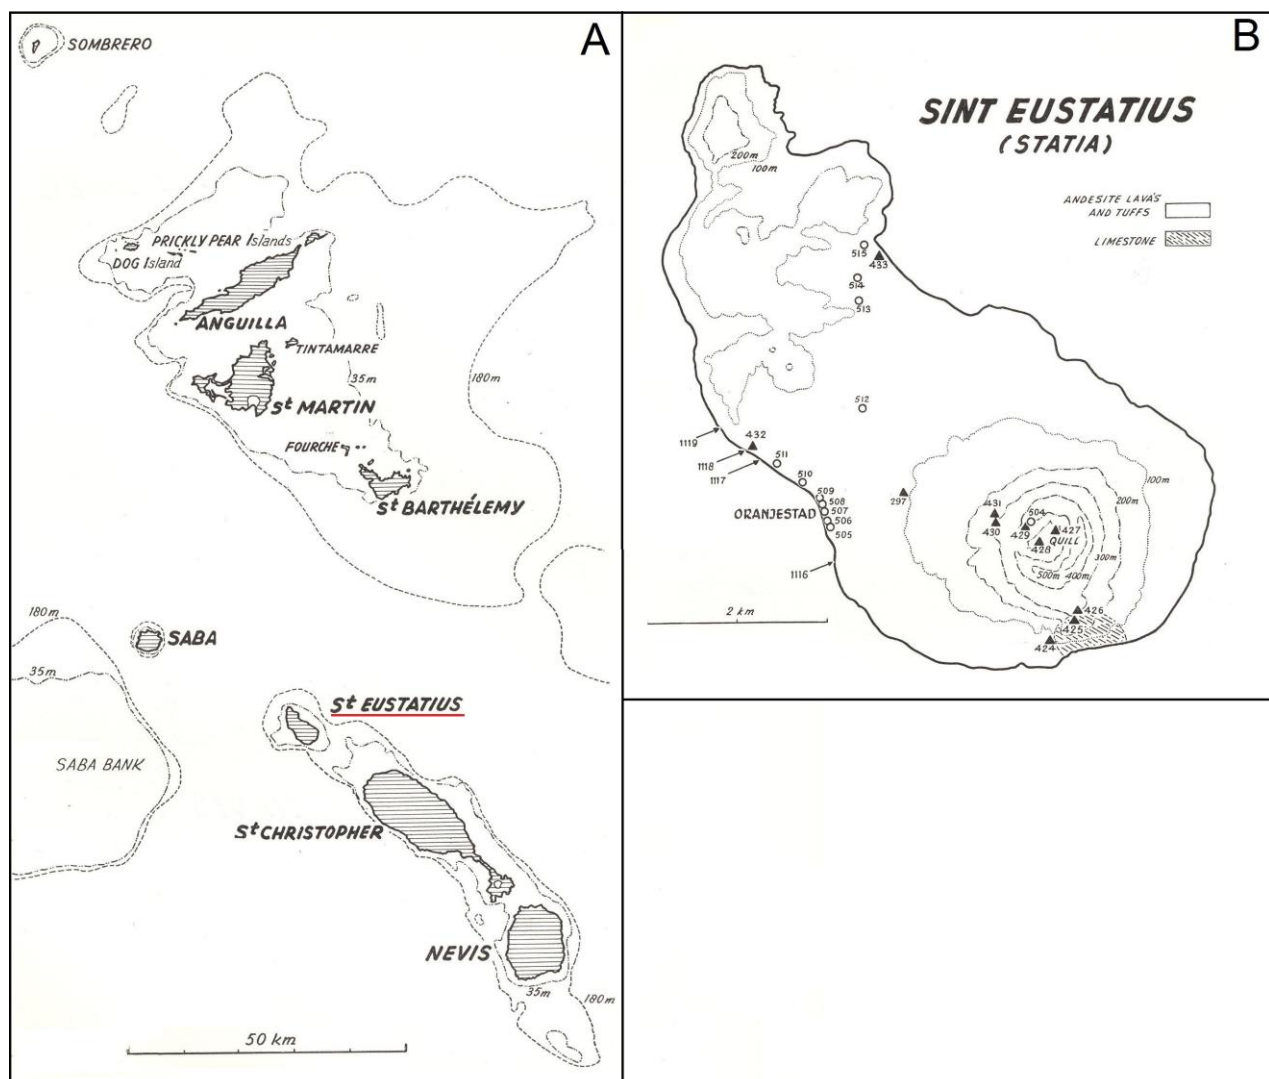 A
SOMBRERO
PRICKLY PEAR Islands
DOG Island
ANGUILLA
TINTAMARRE
35m
180m
St MARTIN
FOURCHE
St BARTHÉLEMY
180m
SABA
35m
St EUSTATIUS
SABA BANK
St CHRISTOPHER
NEVIS
35m
180m
50 km
B
SINT EUSTATIUS
(STATIA)
200m
100m
ANDESITE LAVA'S
AND TUFFS
LIMESTONE
515
433
514
513
512
1119
432
1118
511
1117
510
509
508
ORANJESTAD
507
506
505
297
100m
200m
431
430
504
429
427
QUILL
428
300m
500m
400m
1116
2 km
426
425
424